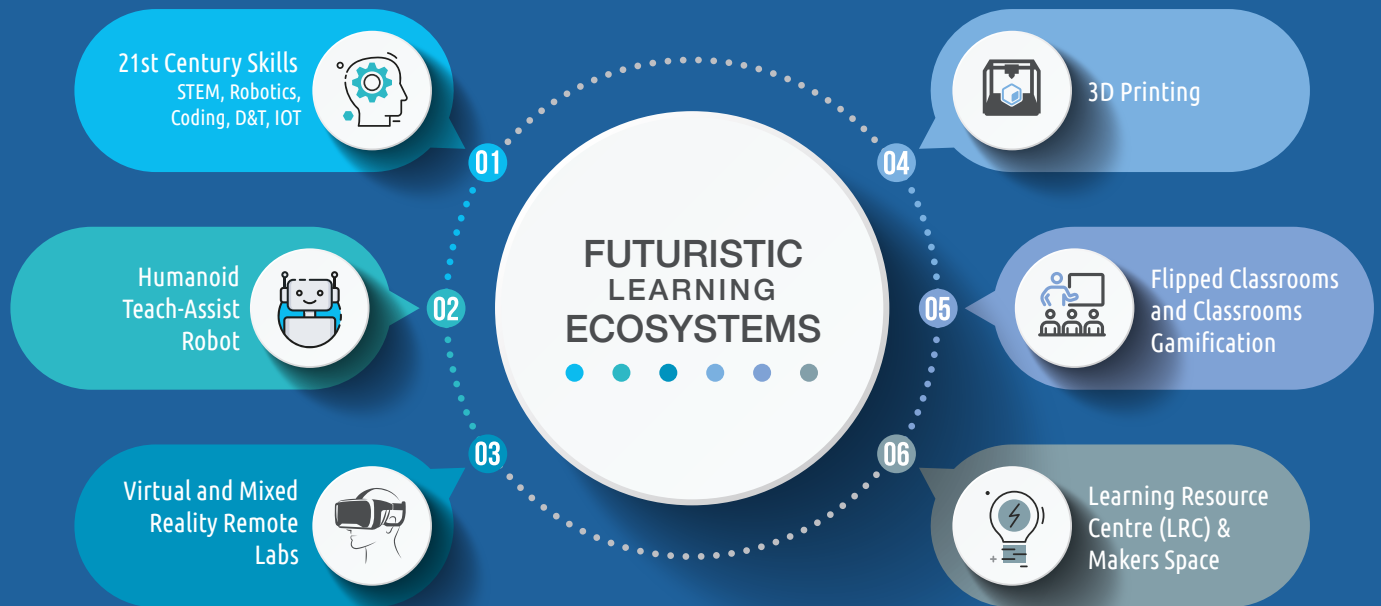 21st Century Skills
STEM, Robotics,
Coding, D&T, IOT
01
Humanoid
Teach-Assist
Robot
02
Virtual and Mixed
Reality Remote
Labs
03
FUTURISTIC
LEARNING
ECOSYSTEMS
04
3D Printing
05
Flipped Classrooms
and Classrooms
Gamification
06
Learning Resource
Centre (LRC) &
Makers Space